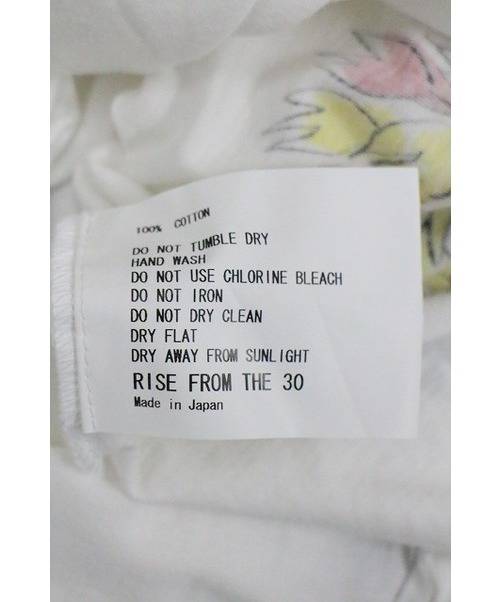 100% COTTON
DO NOT TUMBLE DRY
HAND WASH
DO NOT USE CHLORINE BLEACH
DO NOT IRON
DO NOT DRY CLEAN
DRY FLAT
DRY AWAY FROM SUNLIGHT
RISE FROM THE 30
Made in Japan